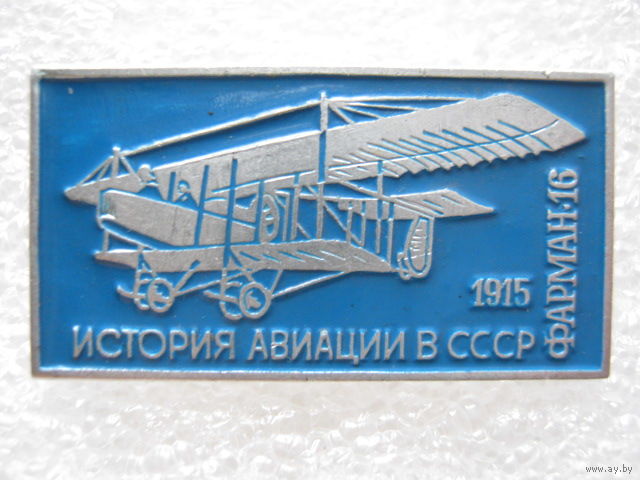 1915
ФАРМАН-16
ИСТОРИЯ АВИАЦИИ В СССР
www.ay.by